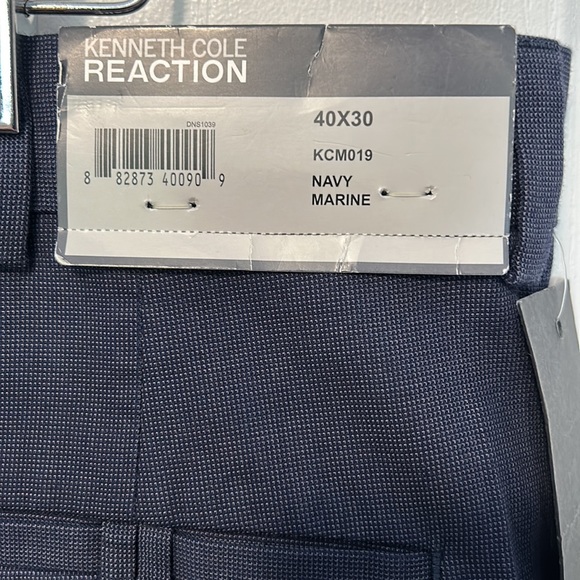 KENNETH COLE
REACTION
DNS1039
8 82873 40090 9
40X30
KCM019
NAVY
MARINE